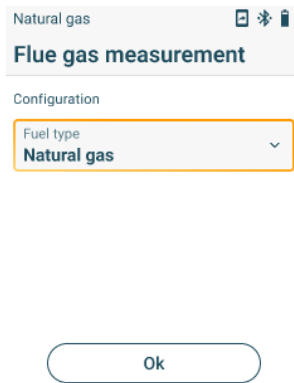 Natural gas
Flue gas measurement
Configuration
Fuel type
Natural gas
Ok